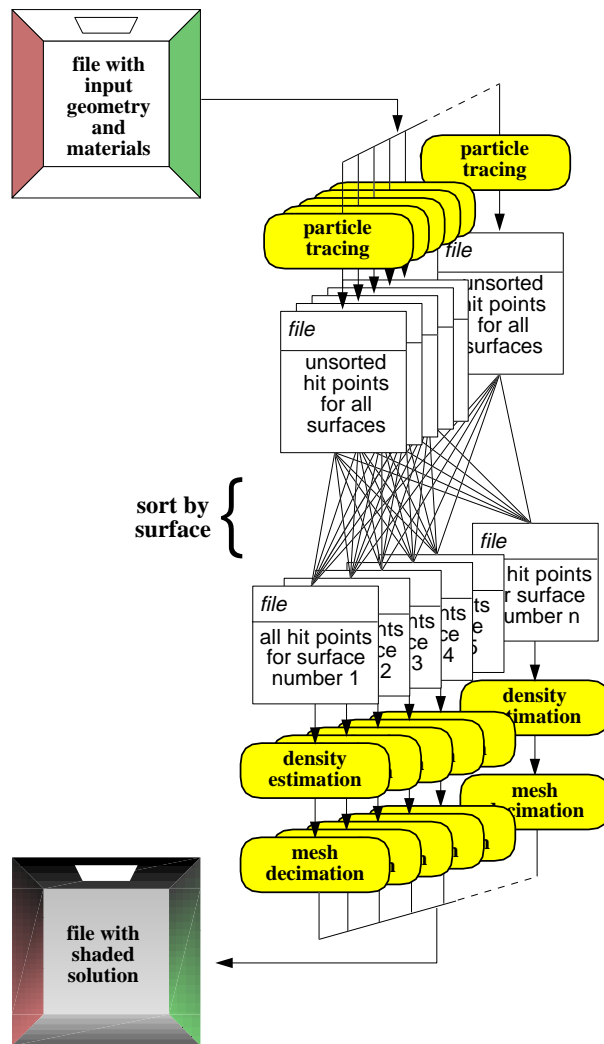 file with
input
geometry
and
materials
particle
tracing
particle
tracing
file
unsorted
hit points
for all
surfaces
file
unsorted
hit points
for all
surfaces
sort by
surface
file
hit points
surface
number n
file
all hit points
for surface
number 1
2
3
4
5
density
estimation
density
estimation
mesh
decimation
mesh
decimation
file with
shaded
solution